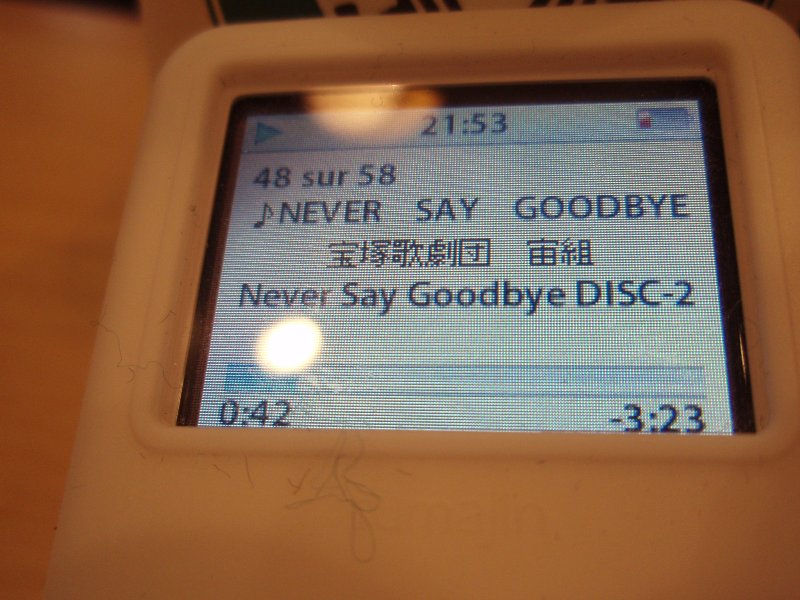 21:53
48 sur 58
♪NEVER SAY GOODBYE
宝塚歌劇団 宙組
Never Say Goodbye DISC-2
0:42 -3:23